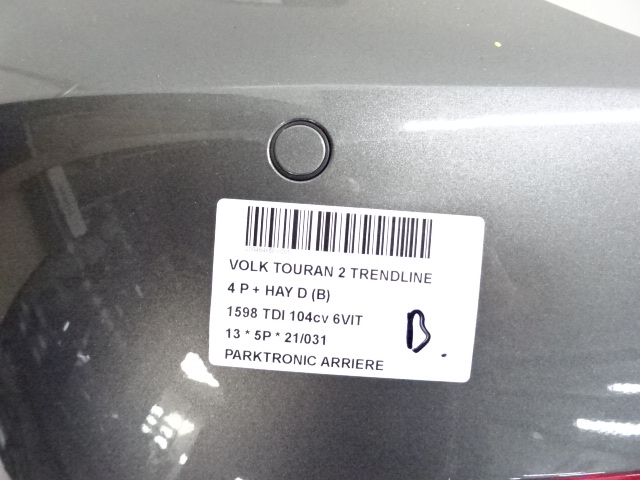 VOLK TOURAN 2 TRENDLINE
4 P + HAY D (B)
1598 TDI 104cv 6VIT
13 * 5P * 21/031
PARKTRONIC ARRIERE
B